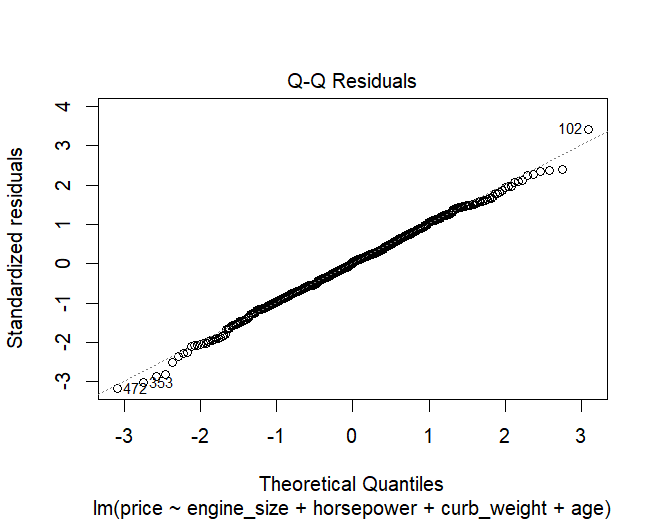 Q-Q Residuals
Standardized residuals
4
3
2
1
0
-1
-2
-3
102
472
353
-3 -2 -1 0 1 2 3
Theoretical Quantiles
lm(price ~ engine_size + horsepower + curb_weight + age)